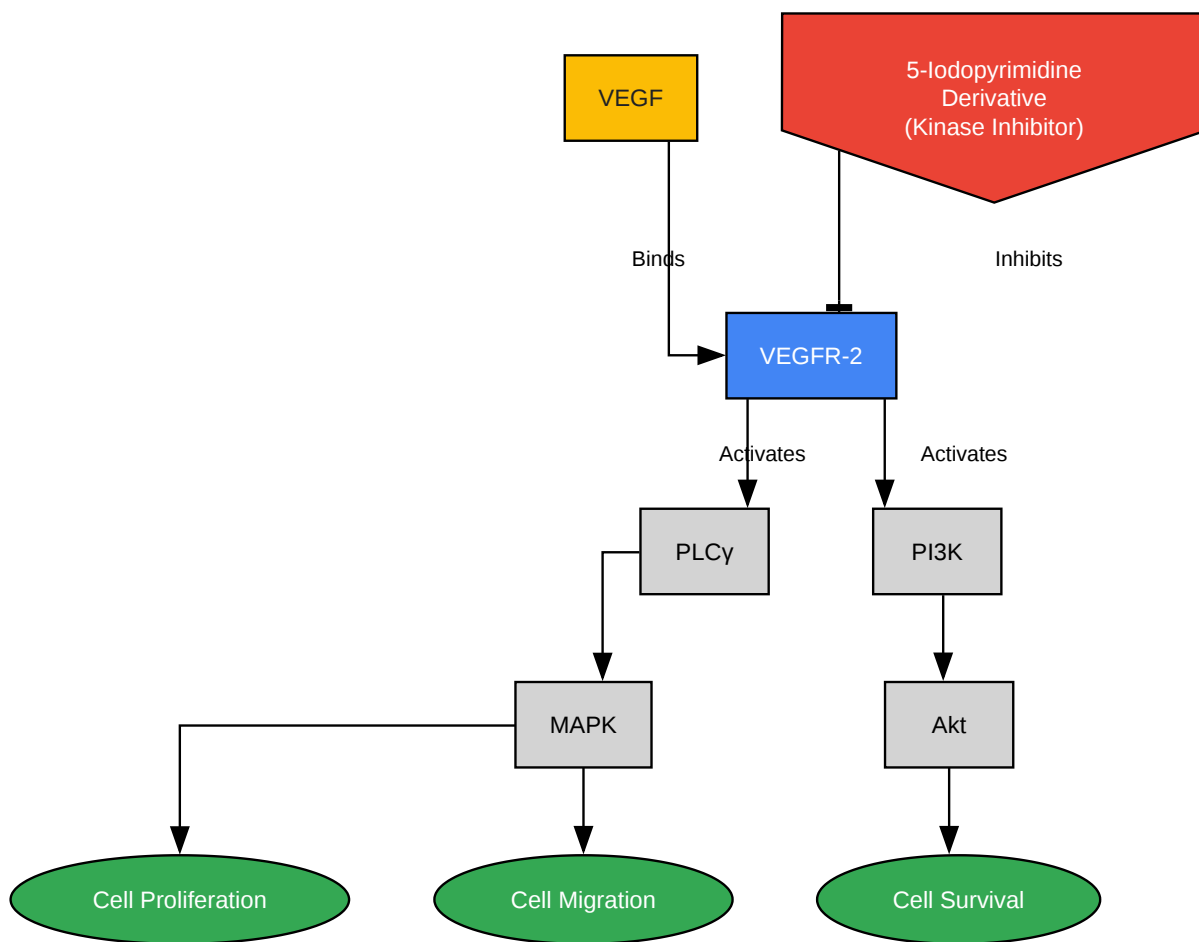 5-Iodopyrimidine
Derivative
(Kinase Inhibitor)
VEGF
Binds
Inhibits
VEGFR-2
Activates
Activates
PLCγ
PI3K
MAPK
Akt
Cell Proliferation
Cell Migration
Cell Survival